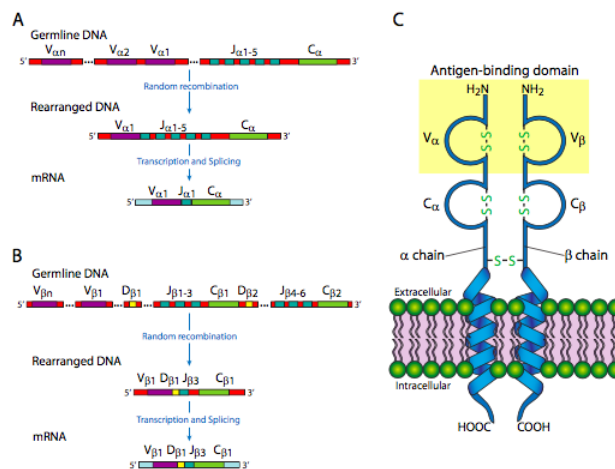 A
Germline DNA
Vαn Vα2 Vα1 Jα1-5 Cα
5' ... ... 3'
Random recombination
Rearranged DNA
Vα1 Jα1-5 Cα
5' 3'
Transcription and Splicing
mRNA
Vα1 Jα1 Cα
5' 3'
B
Germline DNA
Vβn Vβ1 Dβ1 Jβ1-3 Cβ1 Dβ2 Jβ4-6 Cβ2
5' ... ... ... ... 3'
Random recombination
Rearranged DNA
Vβ1 Dβ1 Jβ3 Cβ1
5' 3'
Transcription and Splicing
mRNA
Vβ1 Dβ1 Jβ3 Cβ1
5' 3'
C
Antigen-binding domain
H2N NH2
Vα S-S S-S Vβ
Cα S-S S-S Cβ
α chain β chain
S-S
Extracellular
Intracellular
HOOC COOH